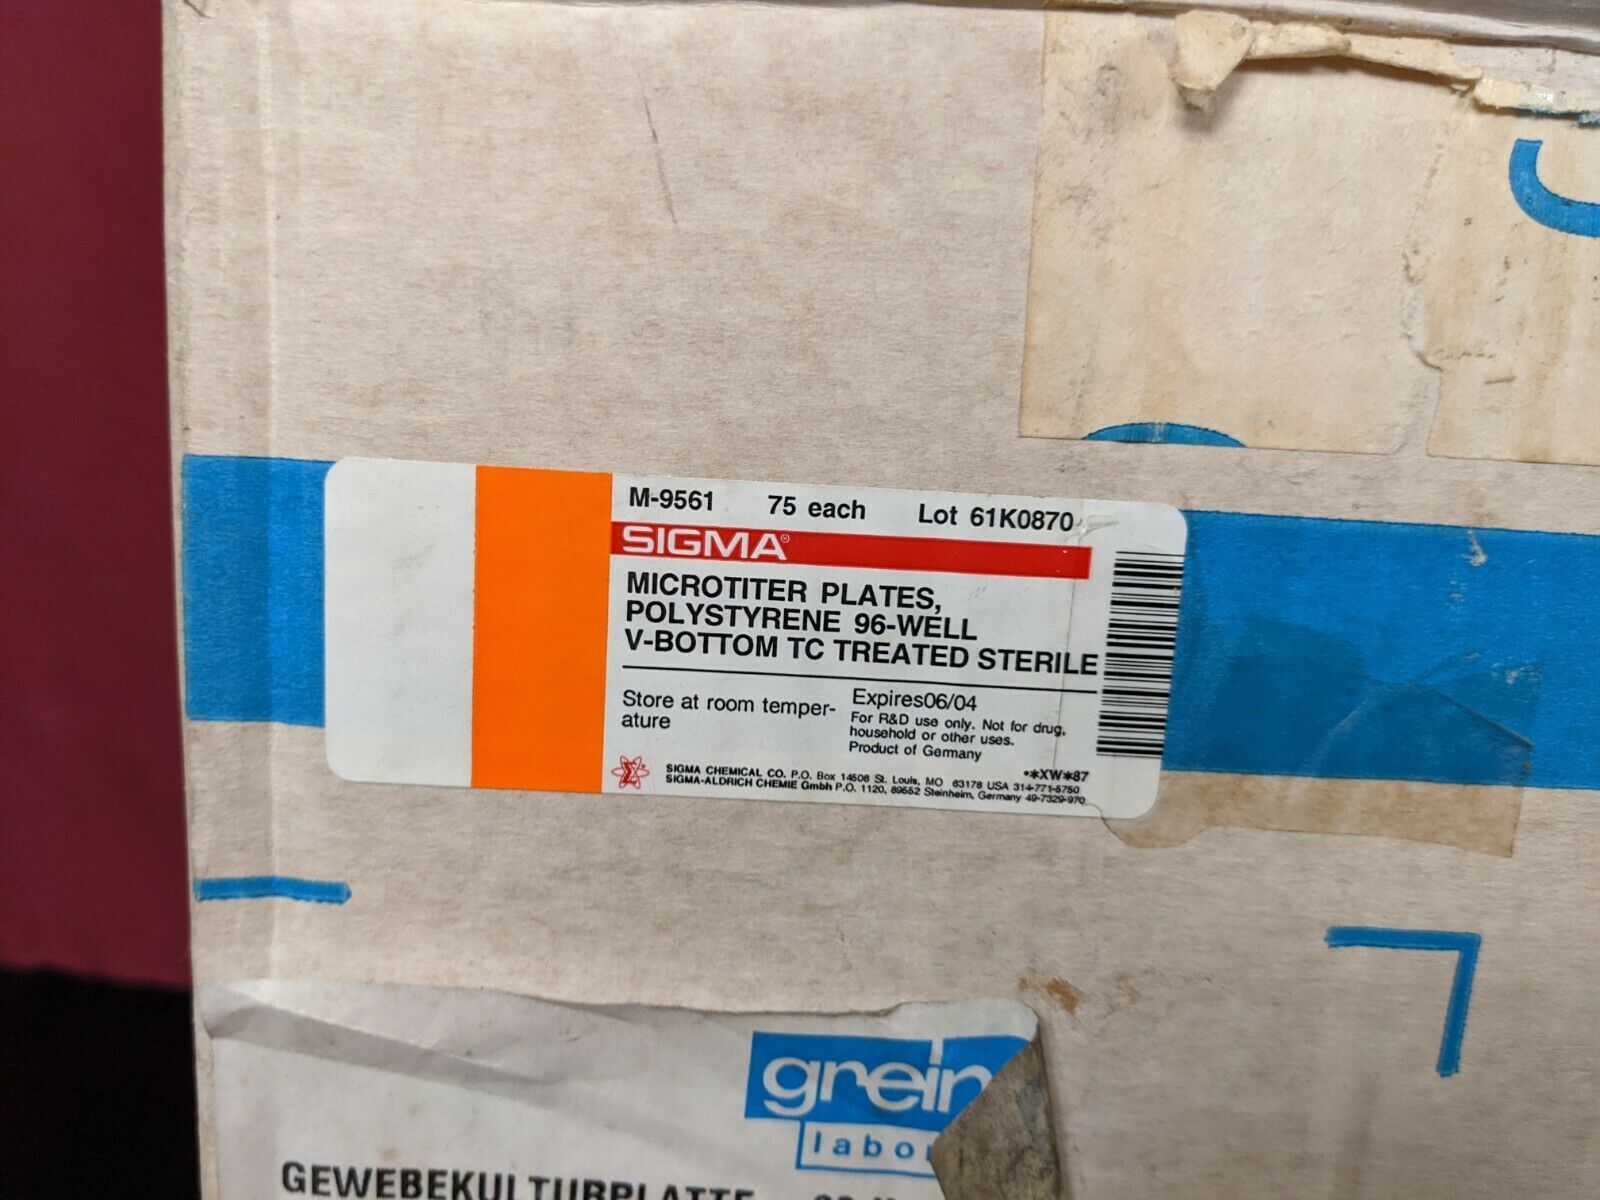 M-9561 75 each Lot 61K0870
SIGMA®
MICROTITER PLATES,
POLYSTYRENE 96-WELL
V-BOTTOM TC TREATED STERILE
Store at room temper-
ature
Expires06/04
For R&D use only. Not for drug,
household or other uses.
Product of Germany
**XW*87
SIGMA CHEMICAL CO. P.O. Box 14508 St. Louis, MO 63178 USA 314-771-5750
SIGMA-ALDRICH CHEMIE GmbH P.O. 1120, 89552 Steinheim, Germany 49-7329-970
grein
labor
GEWEBEKULTURPLATTE